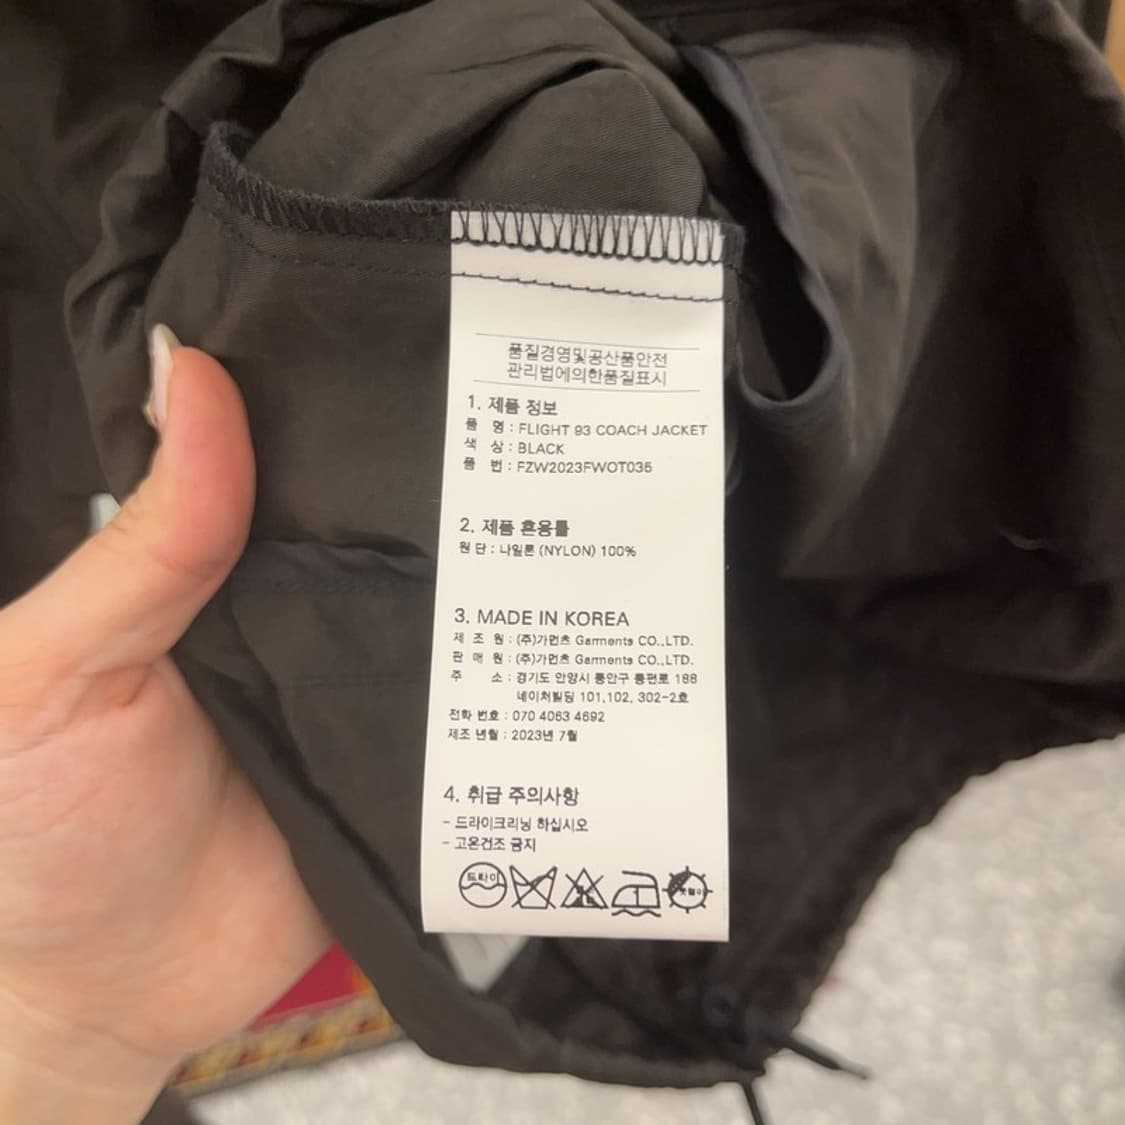 품질경영및공산품안전
관리법에의한품질표시
1. 제품 정보
품 명 : FLIGHT 93 COACH JACKET
색 상 : BLACK
품 번 : FZW2023FWOT035
2. 제품 혼용률
원 단 : 나일론 (NYLON) 100%
3. MADE IN KOREA
제 조 원 : (주)가먼츠 Garments CO.,LTD.
판 매 원 : (주)가먼츠 Garments CO.,LTD.
주 소 : 경기도 안양시 동안구 흥편로 188
네이처빌딩 101,102, 302-2호
전화 번호 : 070 4063 4692
제조 년월 : 2023년 7월
4. 취급 주의사항
- 드라이크리닝 하십시오
- 고온건조 금지
드라이